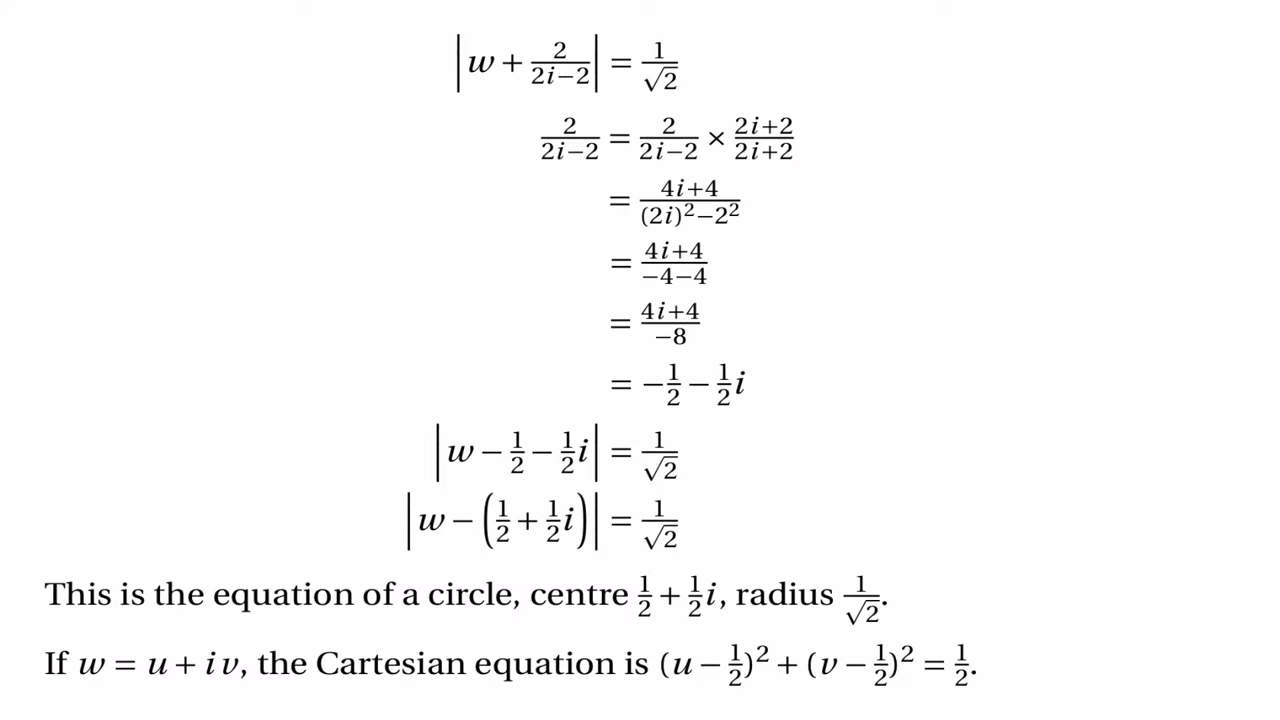 |w + 2/(2i−2)| = 1/√2
2/(2i−2) = 2/(2i−2) × (2i+2)/(2i+2)
= (4i+4)/((2i)²−2²)
= (4i+4)/(−4−4)
= (4i+4)/(−8)
= −1/2 − 1/2 i
|w − 1/2 − 1/2 i| = 1/√2
|w − (1/2 + 1/2 i)| = 1/√2
This is the equation of a circle, centre 1/2 + 1/2 i, radius 1/√2.
If w = u + iv, the Cartesian equation is (u − 1/2)² + (v − 1/2)² = 1/2.